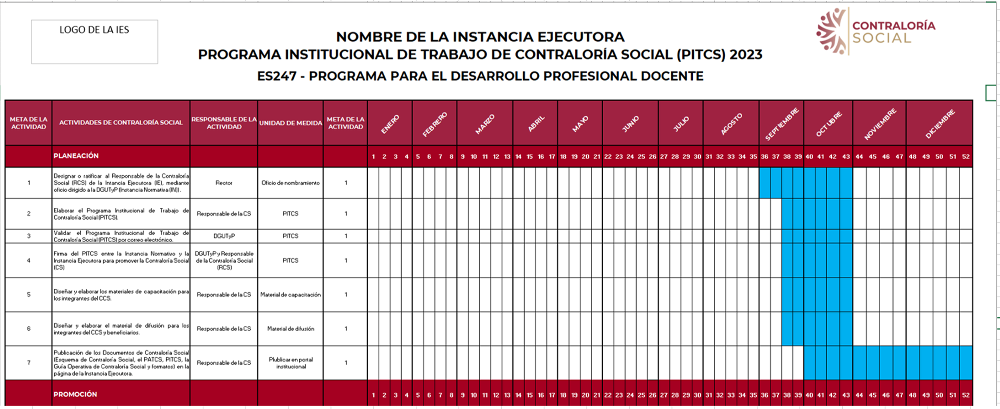 LOGO DE LA IES
CONTRALORÍA
SOCIAL
NOMBRE DE LA INSTANCIA EJECUTORA
PROGRAMA INSTITUCIONAL DE TRABAJO DE CONTRALORÍA SOCIAL (PITCS) 2023
ES247 - PROGRAMA PARA EL DESARROLLO PROFESIONAL DOCENTE
META DE LA
ACTIVIDAD
ACTIVIDADES DE CONTRALORÍA SOCIAL
RESPONSABLE DE LA
ACTIVIDAD
UNIDAD DE MEDIDA
META DE LA
ACTIVIDAD
ENERO
FEBRERO
MARZO
ABRIL
MAYO
JUNIO
JULIO
AGOSTO
SEPTIEMBRE
OCTUBRE
NOVIEMBRE
DICIEMBRE
PLANEACIÓN 1 2 3 4 5 6 7 8 9 10 11 12 13 14 15 16 17 18 19 20 21 22 23 24 25 26 27 28 29 30 31 32 33 34 35 36 37 38 39 40 41 42 43 44 45 46 47 48 49 50 51 52
1
Designar o ratificar al Responsable de la Contraloría
Social (RCS) de la Intancia Ejecutora (IE), mediante
oficio dirigido a la DGUTyP (Instancia Normativa (IN)).
Rector
Oficio de nombramiento
1
2
Elaborar el Programa Institucional de Trabajo de
Contraloría Social (PITCS).
Responsable de la CS
PITCS
1
3
Validar el Programa Institucional de Trabajo de
Contraloría Social (PITCS) por correo electrónico.
DGUTyP
PITCS
1
4
Firma del PITCS entre la Instancia Normativo y la
Instancia Ejecutora para promover la Contraloría Social
(CS)
DGUTyP y Responsable
de la Contraloría Social
(RCS)
PITCS
1
5
Diseñar y elaborar los materiales de capacitación para
los integrantes del CCS.
Responsable de la CS
Material de capacitación
1
6
Diseñar y elaborar el material de difusión para los
integrantes del CCS y beneficiarios.
Responsable de la CS
Material de difusión
1
7
Publicación de los Documentos de Contraloría Social
(Esquema de Contraloría Social, el PATCS, PITCS, la
Guía Operativa de Contraloría Social y formatos) en la
página de la Instancia Ejecutora.
Responsable de la CS
Plublicar en portal
institucional
1
PROMOCIÓN 1 2 3 4 5 6 7 8 9 10 11 12 13 14 15 16 17 18 19 20 21 22 23 24 25 26 27 28 29 30 31 32 33 34 35 36 37 38 39 40 41 42 43 44 45 46 47 48 49 50 51 52